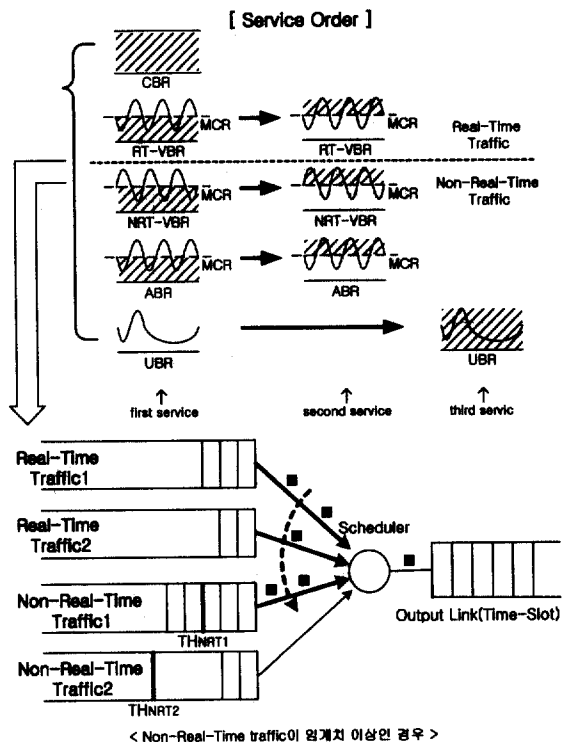 [ Service Order ]
CBR
MCR
MCR
RT-VBR
RT-VBR
Real-Time
Traffic
Non-Real-Time
Traffic
MCR
MCR
NRT-VBR
NRT-VBR
MCR
MCR
ABR
ABR
UBR
UBR
first service
second service
third servic
Real-Time
Traffic1
Real-Time
Traffic2
Scheduler
Non-Real-Time
Traffic1
Output Link(Time-Slot)
THNRT1
Non-Real-Time
Traffic2
THNRT2
< Non-Real-Time traffic이 임계치 이상인 경우 >